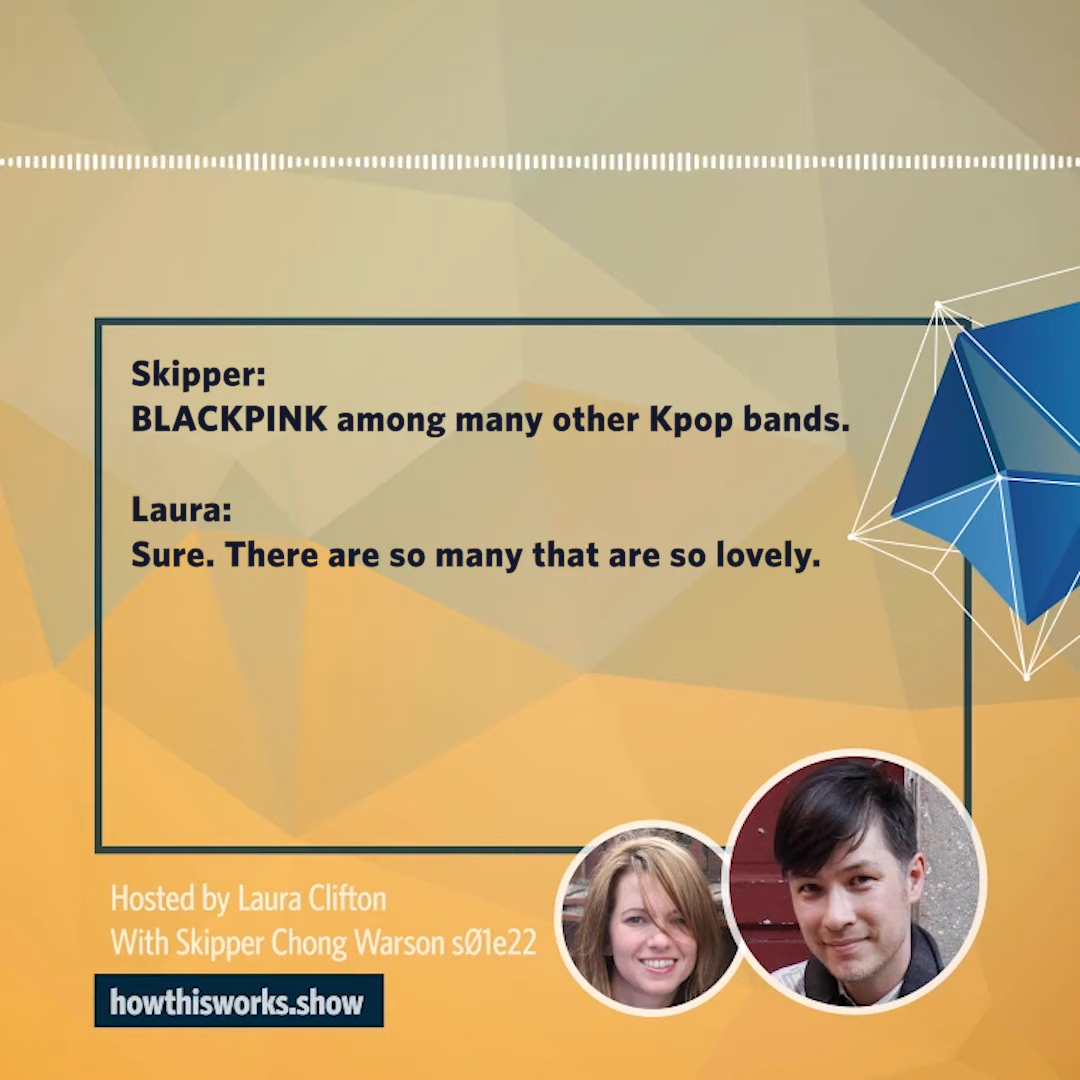 Skipper:
BLACKPINK among many other Kpop bands.
Laura:
Sure. There are so many that are so lovely.
Hosted by Laura Clifton
With Skipper Chong Warson sØ1e22
howthisworks.show